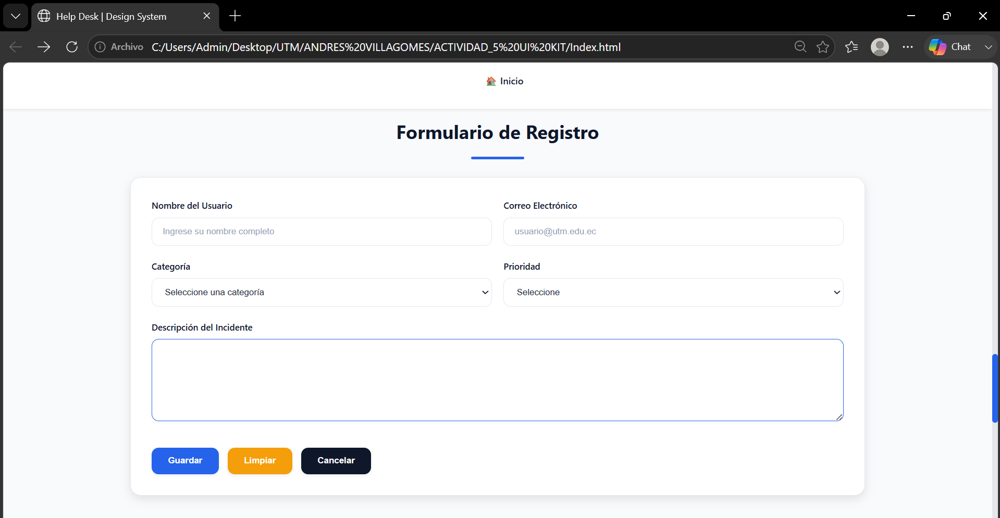 Help Desk | Design System
Archivo C:/Users/Admin/Desktop/UTM/ANDRES%20VILLAGOMES/ACTIVIDAD_5%20UI%20KIT/Index.html
Chat
Inicio
Formulario de Registro
Nombre del Usuario Correo Electrónico
Ingrese su nombre completo usuario@utm.edu.ec
Categoría Prioridad
Seleccione una categoría Seleccione
Descripción del Incidente
Guardar Limpiar Cancelar